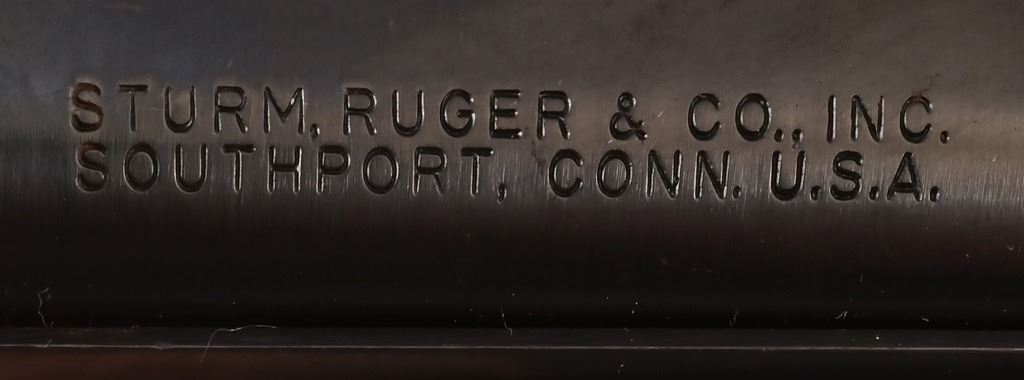 STURM, RUGER & CO., INC.
SOUTHPORT, CONN. U.S.A.